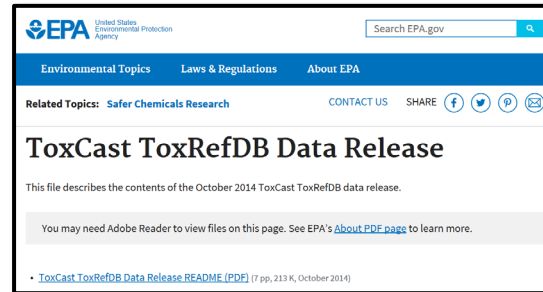 EPA United States
Environmental Protection
Agency
Search EPA.gov
Environmental Topics Laws & Regulations About EPA
Related Topics: Safer Chemicals Research CONTACT US SHARE
ToxCast ToxRefDB Data Release
This file describes the contents of the October 2014 ToxCast ToxRefDB data release.
You may need Adobe Reader to view files on this page. See EPA's About PDF page to learn more.
• ToxCast ToxRefDB Data Release README (PDF) (7 pp, 213 K, October 2014)